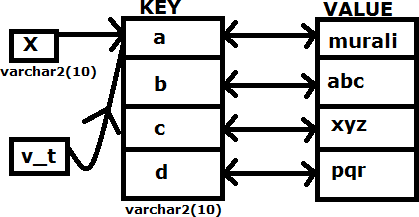 KEY VALUE
X a murali
varchar2(10)
b abc
c xyz
v_t d pqr
varchar2(10)